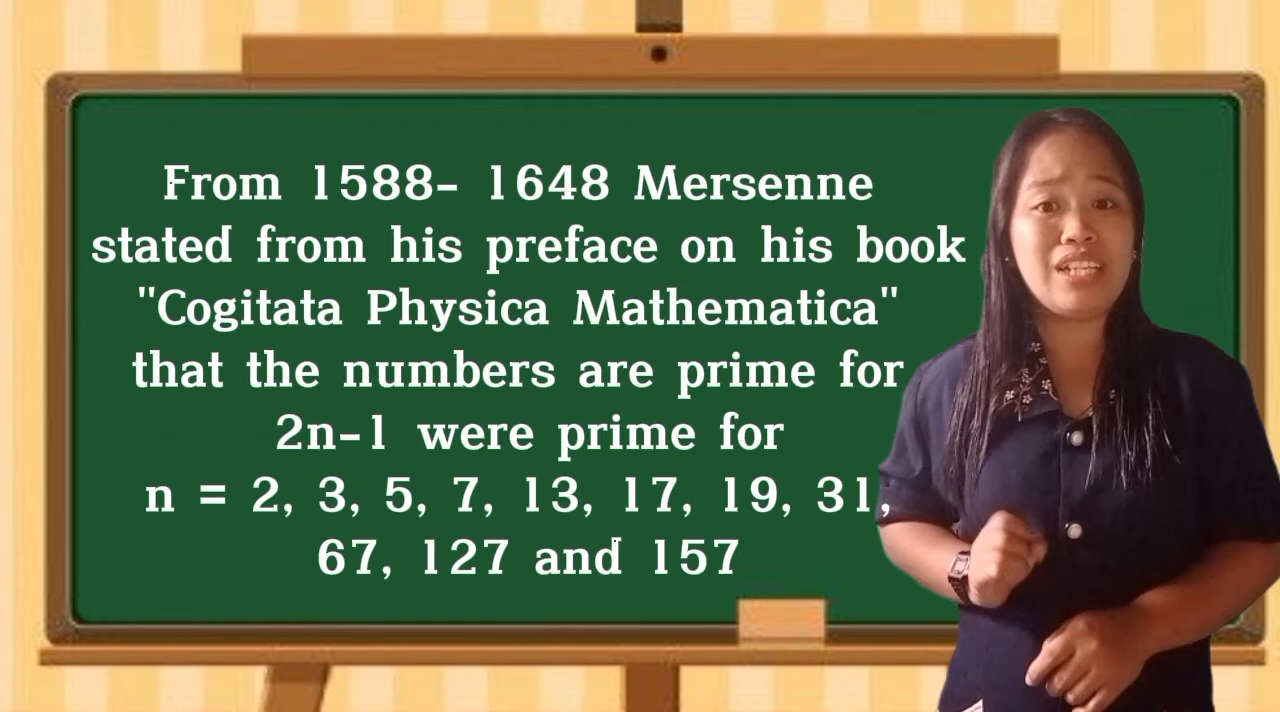 From 1588- 1648 Mersenne
stated from his preface on his book
"Cogitata Physica Mathematica"
that the numbers are prime for
2n-1 were prime for
n = 2, 3, 5, 7, 13, 17, 19, 31,
67, 127 and 157